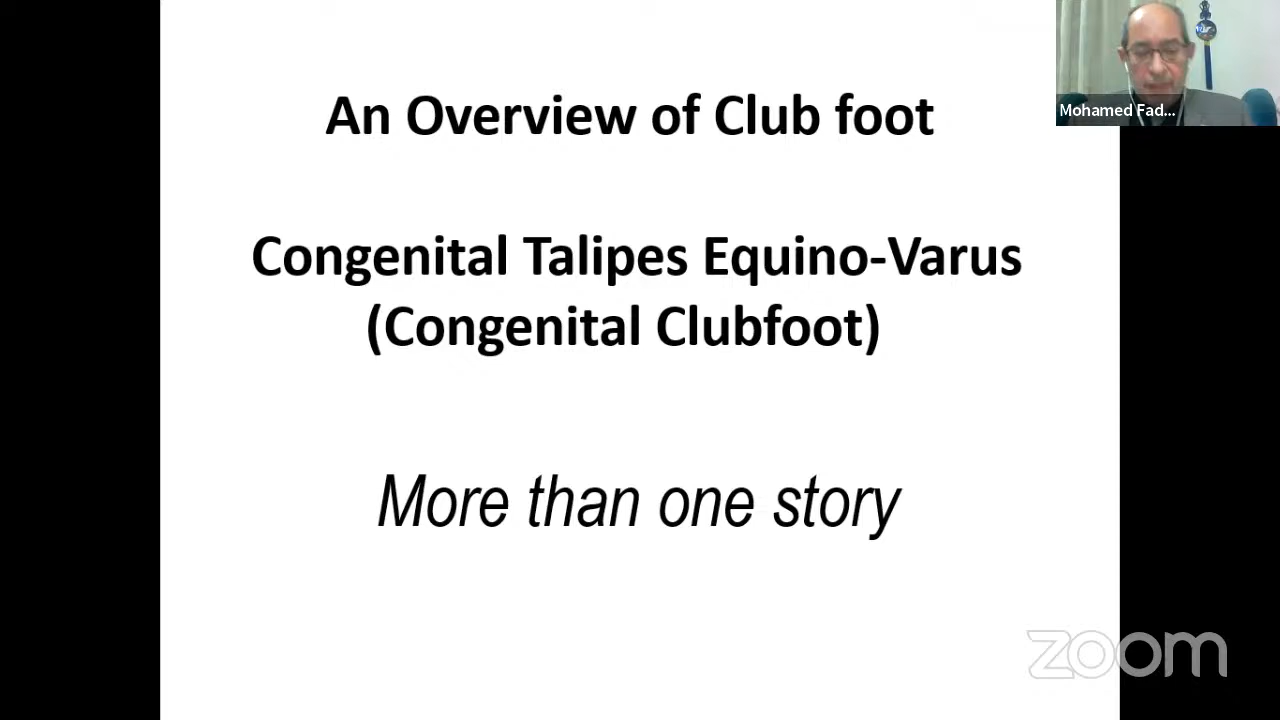 An Overview of Club foot
Congenital Talipes Equino-Varus
(Congenital Clubfoot)
More than one story
Mohamed Fad...
zoom